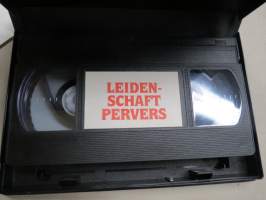 LEIDEN-
SCHAFT
PERVERS